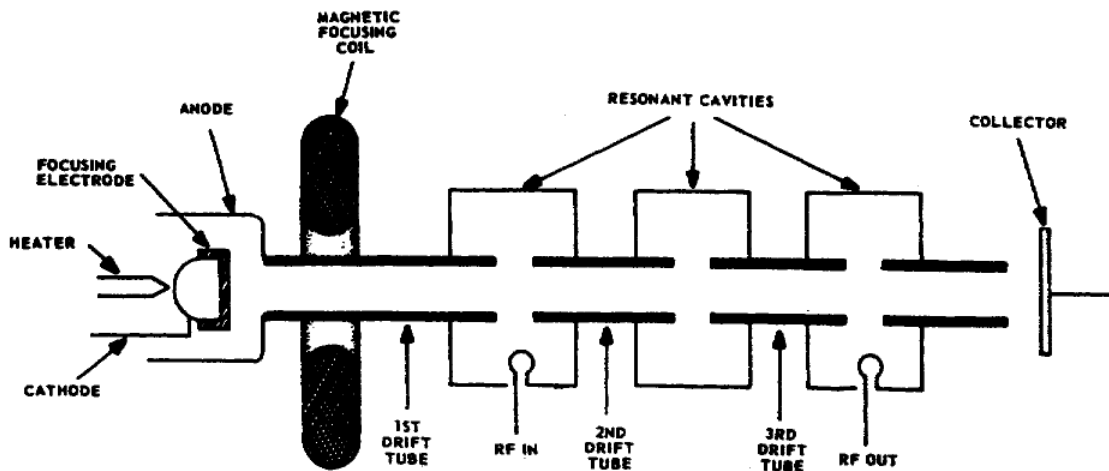 MAGNETIC
FOCUSING
COIL
ANODE
RESONANT CAVITIES
COLLECTOR
FOCUSING
ELECTRODE
HEATER
CATHODE
1ST
DRIFT
TUBE
RF IN
2ND
DRIFT
TUBE
3RD
DRIFT
TUBE
RF OUT